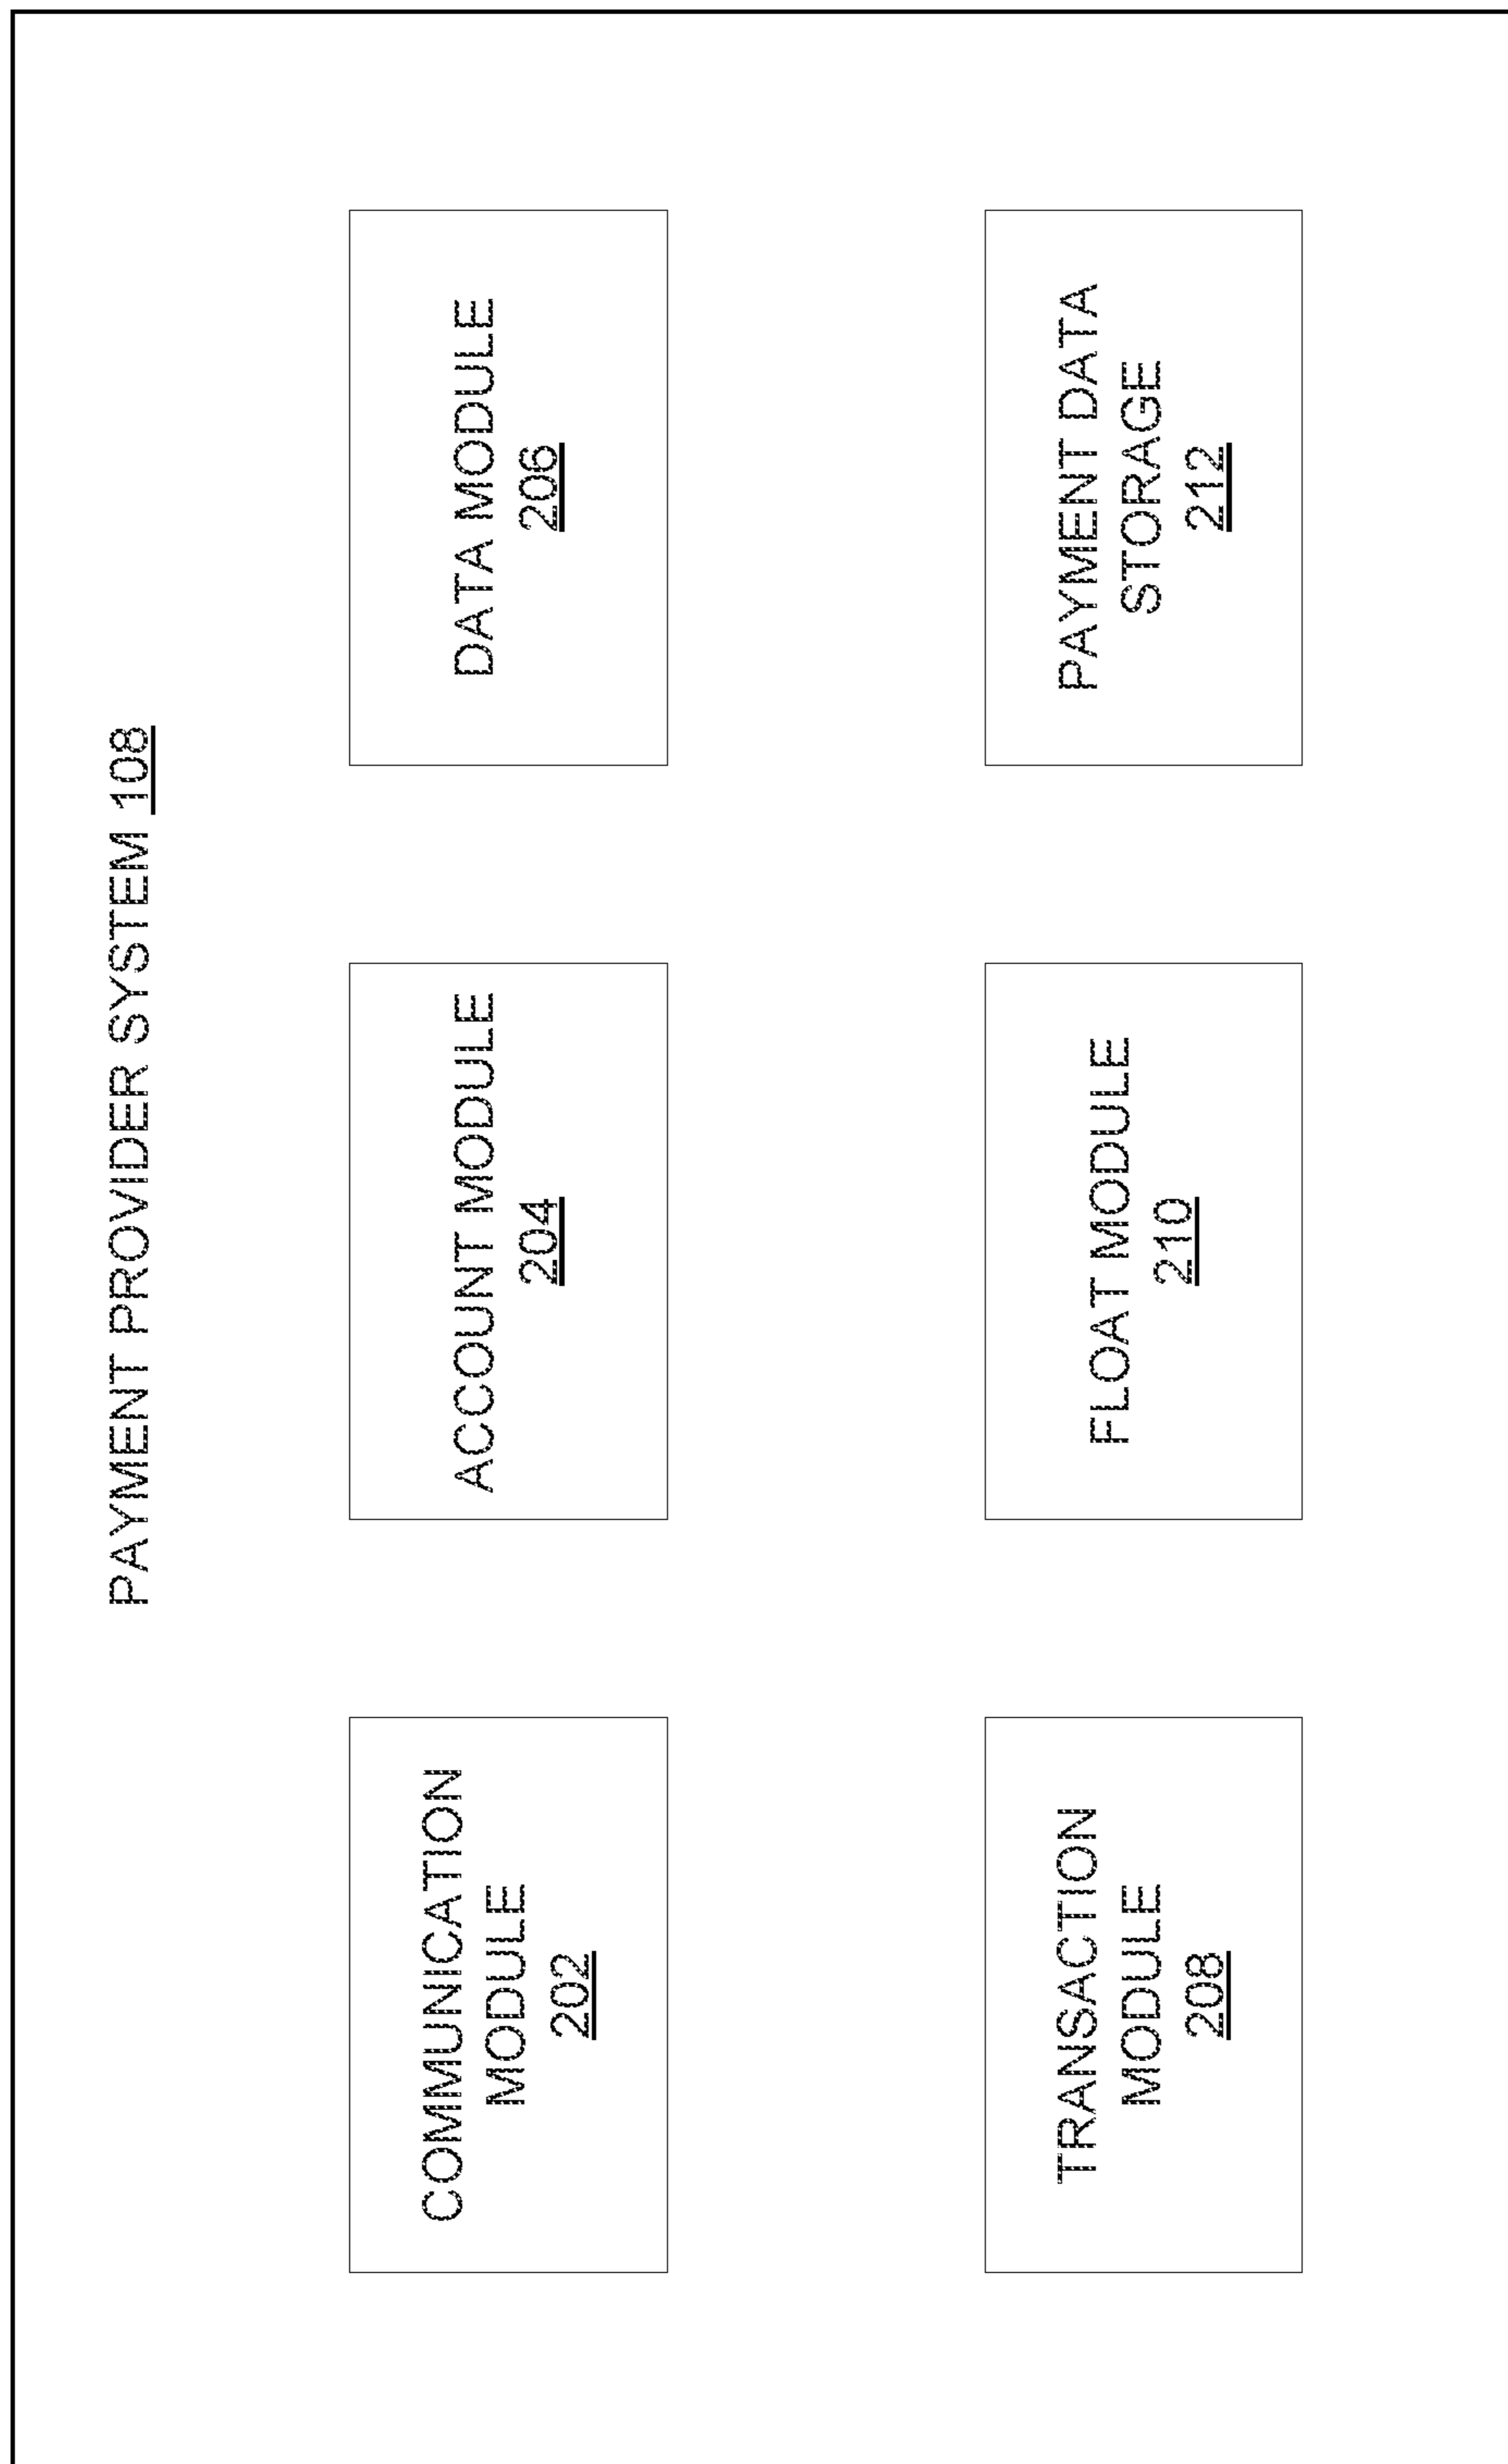 PAYMENT PROVIDER SYSTEM 108
COMMUNICATION
MODULE
202
ACCOUNT MODULE
204
DATA MODULE
206
TRANSACTION
MODULE
208
FLOAT MODULE
210
PAYMENT DATA
STORAGE
212